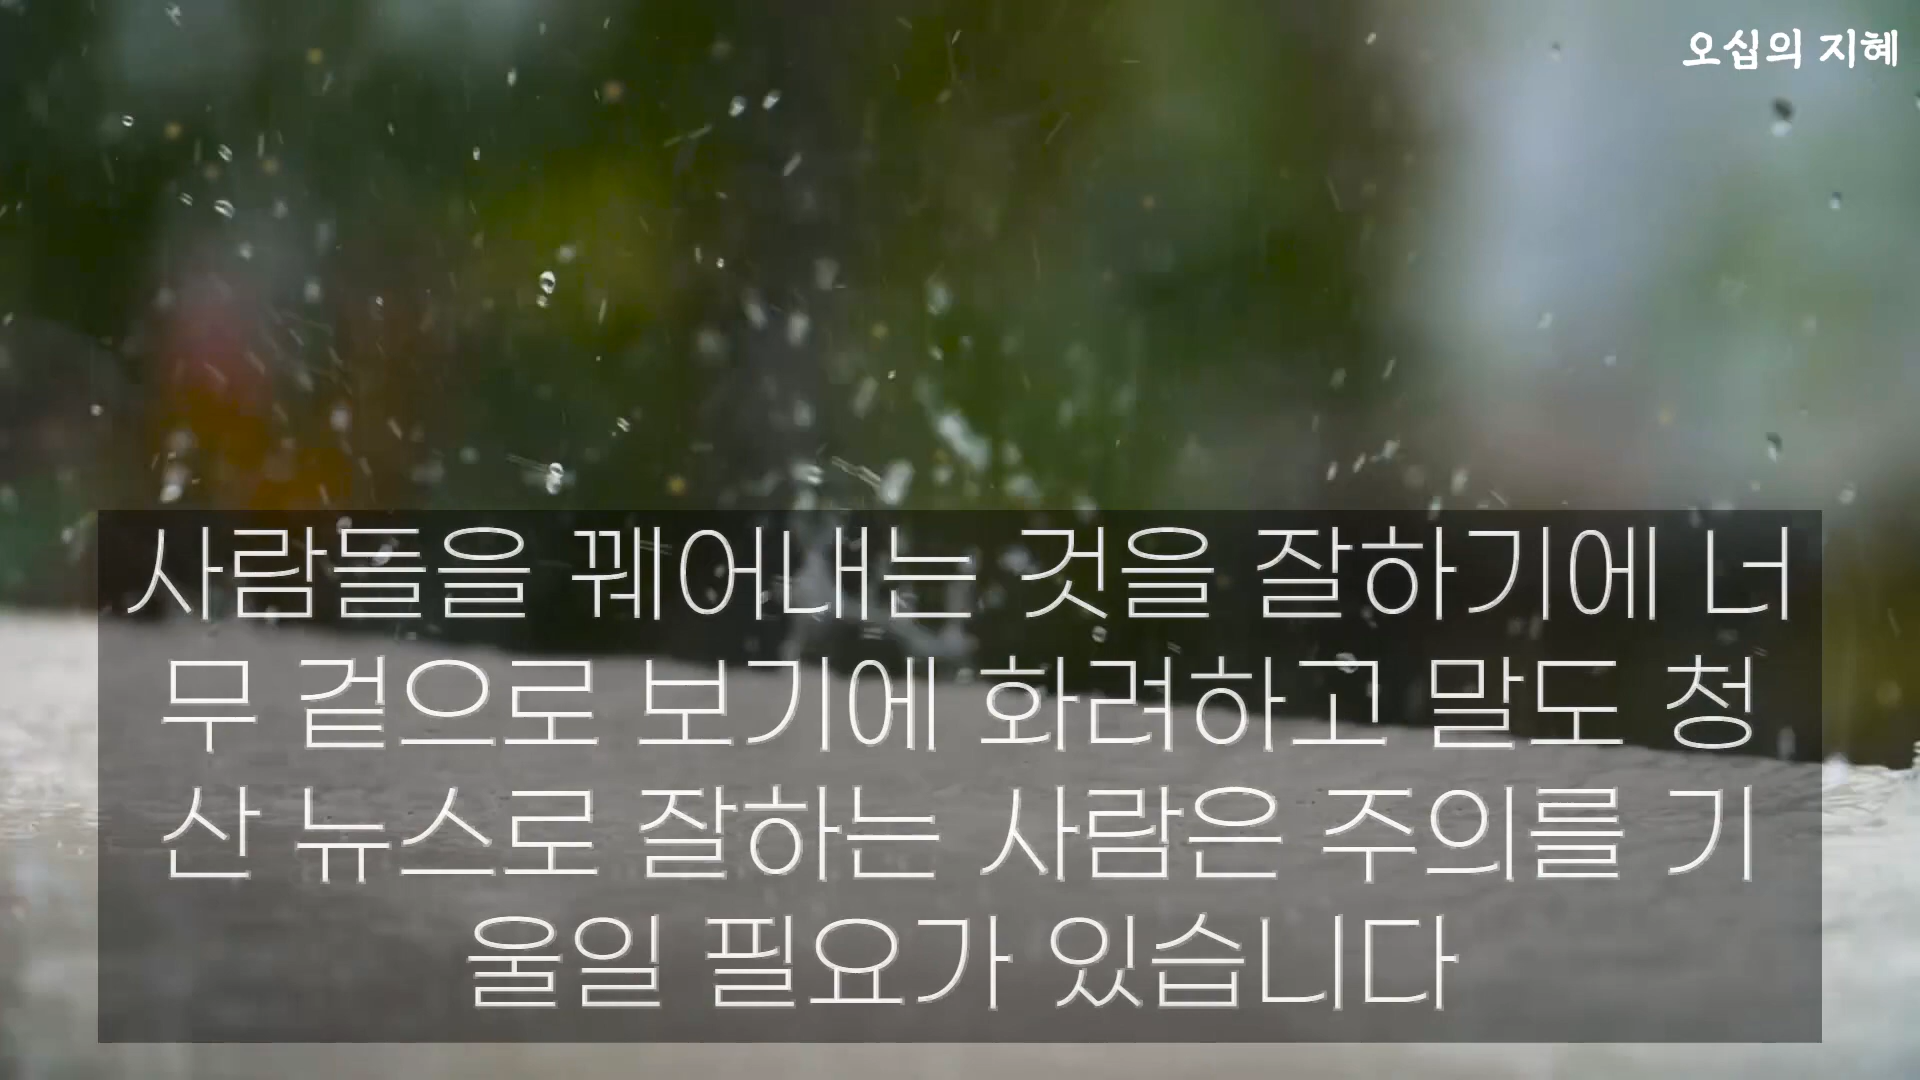 오십의 지혜
사람들을 꿰어내는 것을 잘하기에 너
무 겉으로 보기에 화려하고 말도 청
산 뉴스로 잘하는 사람은 주의를 기
울일 필요가 있습니다